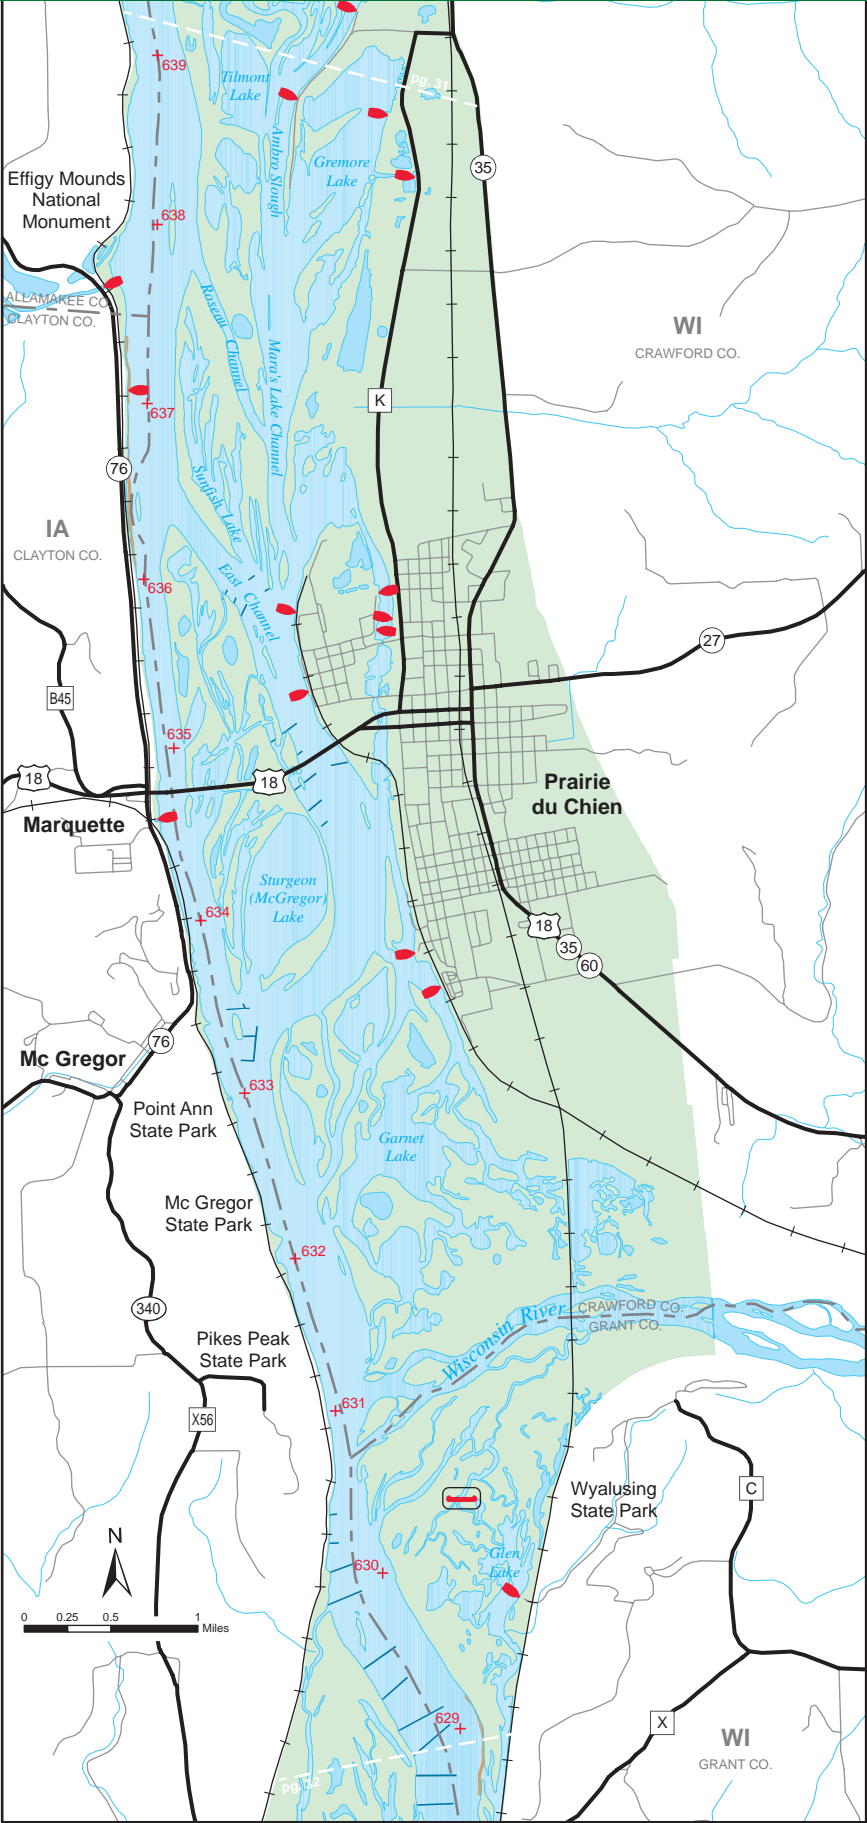 639
Tilmont
Lake
pg. 31
Ambro Slough
Gremore
Lake
35
Effigy Mounds
National
Monument
638
ALLAMAKEE CO.
CLAYTON CO.
Roseau Channel
Mara's Lake Channel
WI
CRAWFORD CO.
K
637
76
Sunfish Lake
IA
CLAYTON CO.
636
East Channel
27
B45
635
18
18
Prairie
du Chien
Marquette
Sturgeon
(McGregor)
Lake
634
18
35
60
76
Mc Gregor
633
Point Ann
State Park
Garnet
Lake
Mc Gregor
State Park
632
340
Wisconsin River
CRAWFORD CO.
GRANT CO.
Pikes Peak
State Park
631
X56
Wyalusing
State Park
C
N
Glen
Lake
630
0 0.25 0.5 1
Miles
629
X
WI
GRANT CO.
pg. 32